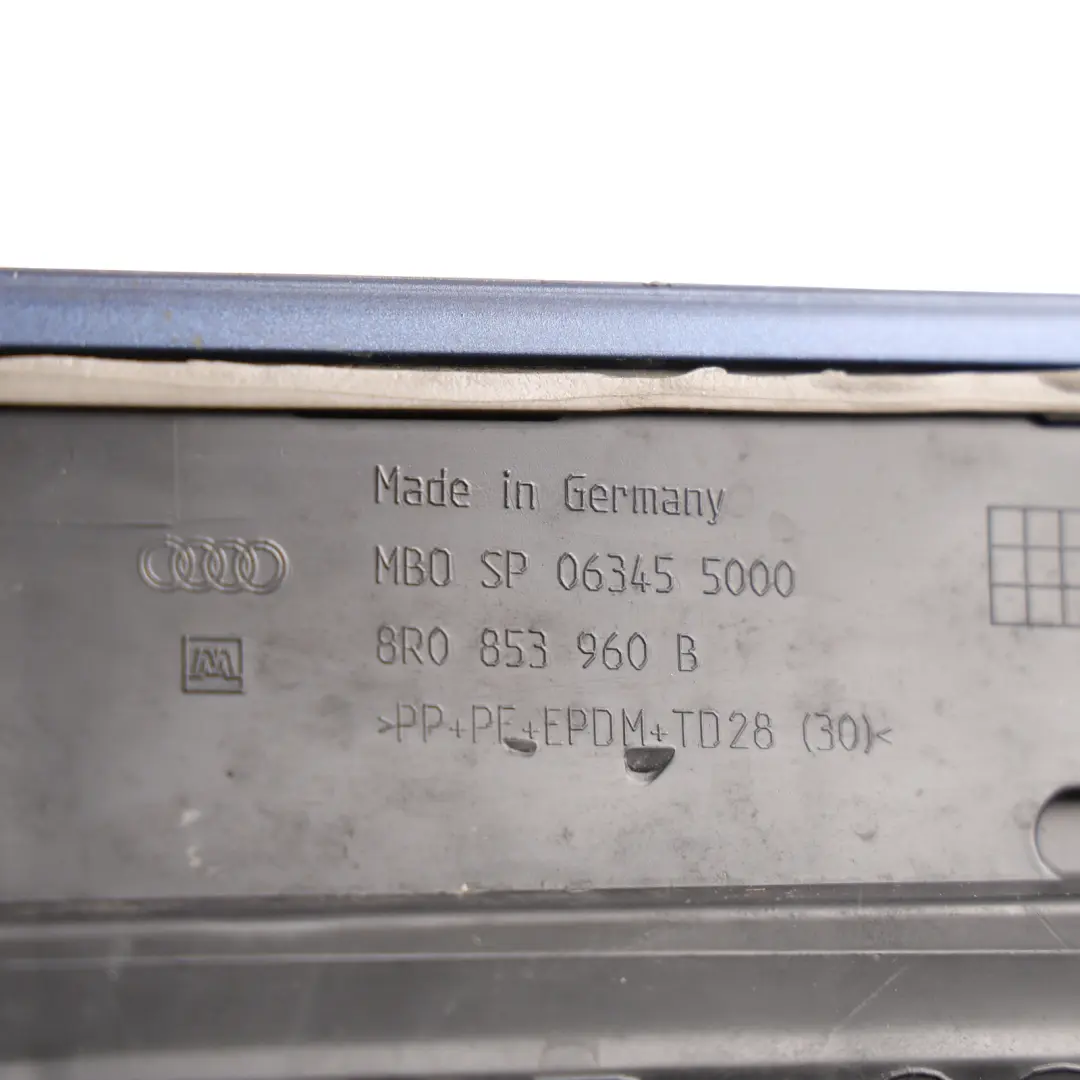 Made in Germany
MBO SP 06345 5000
8R0 853 960 B
>PP+PE+EPDM+TD28 (30)<